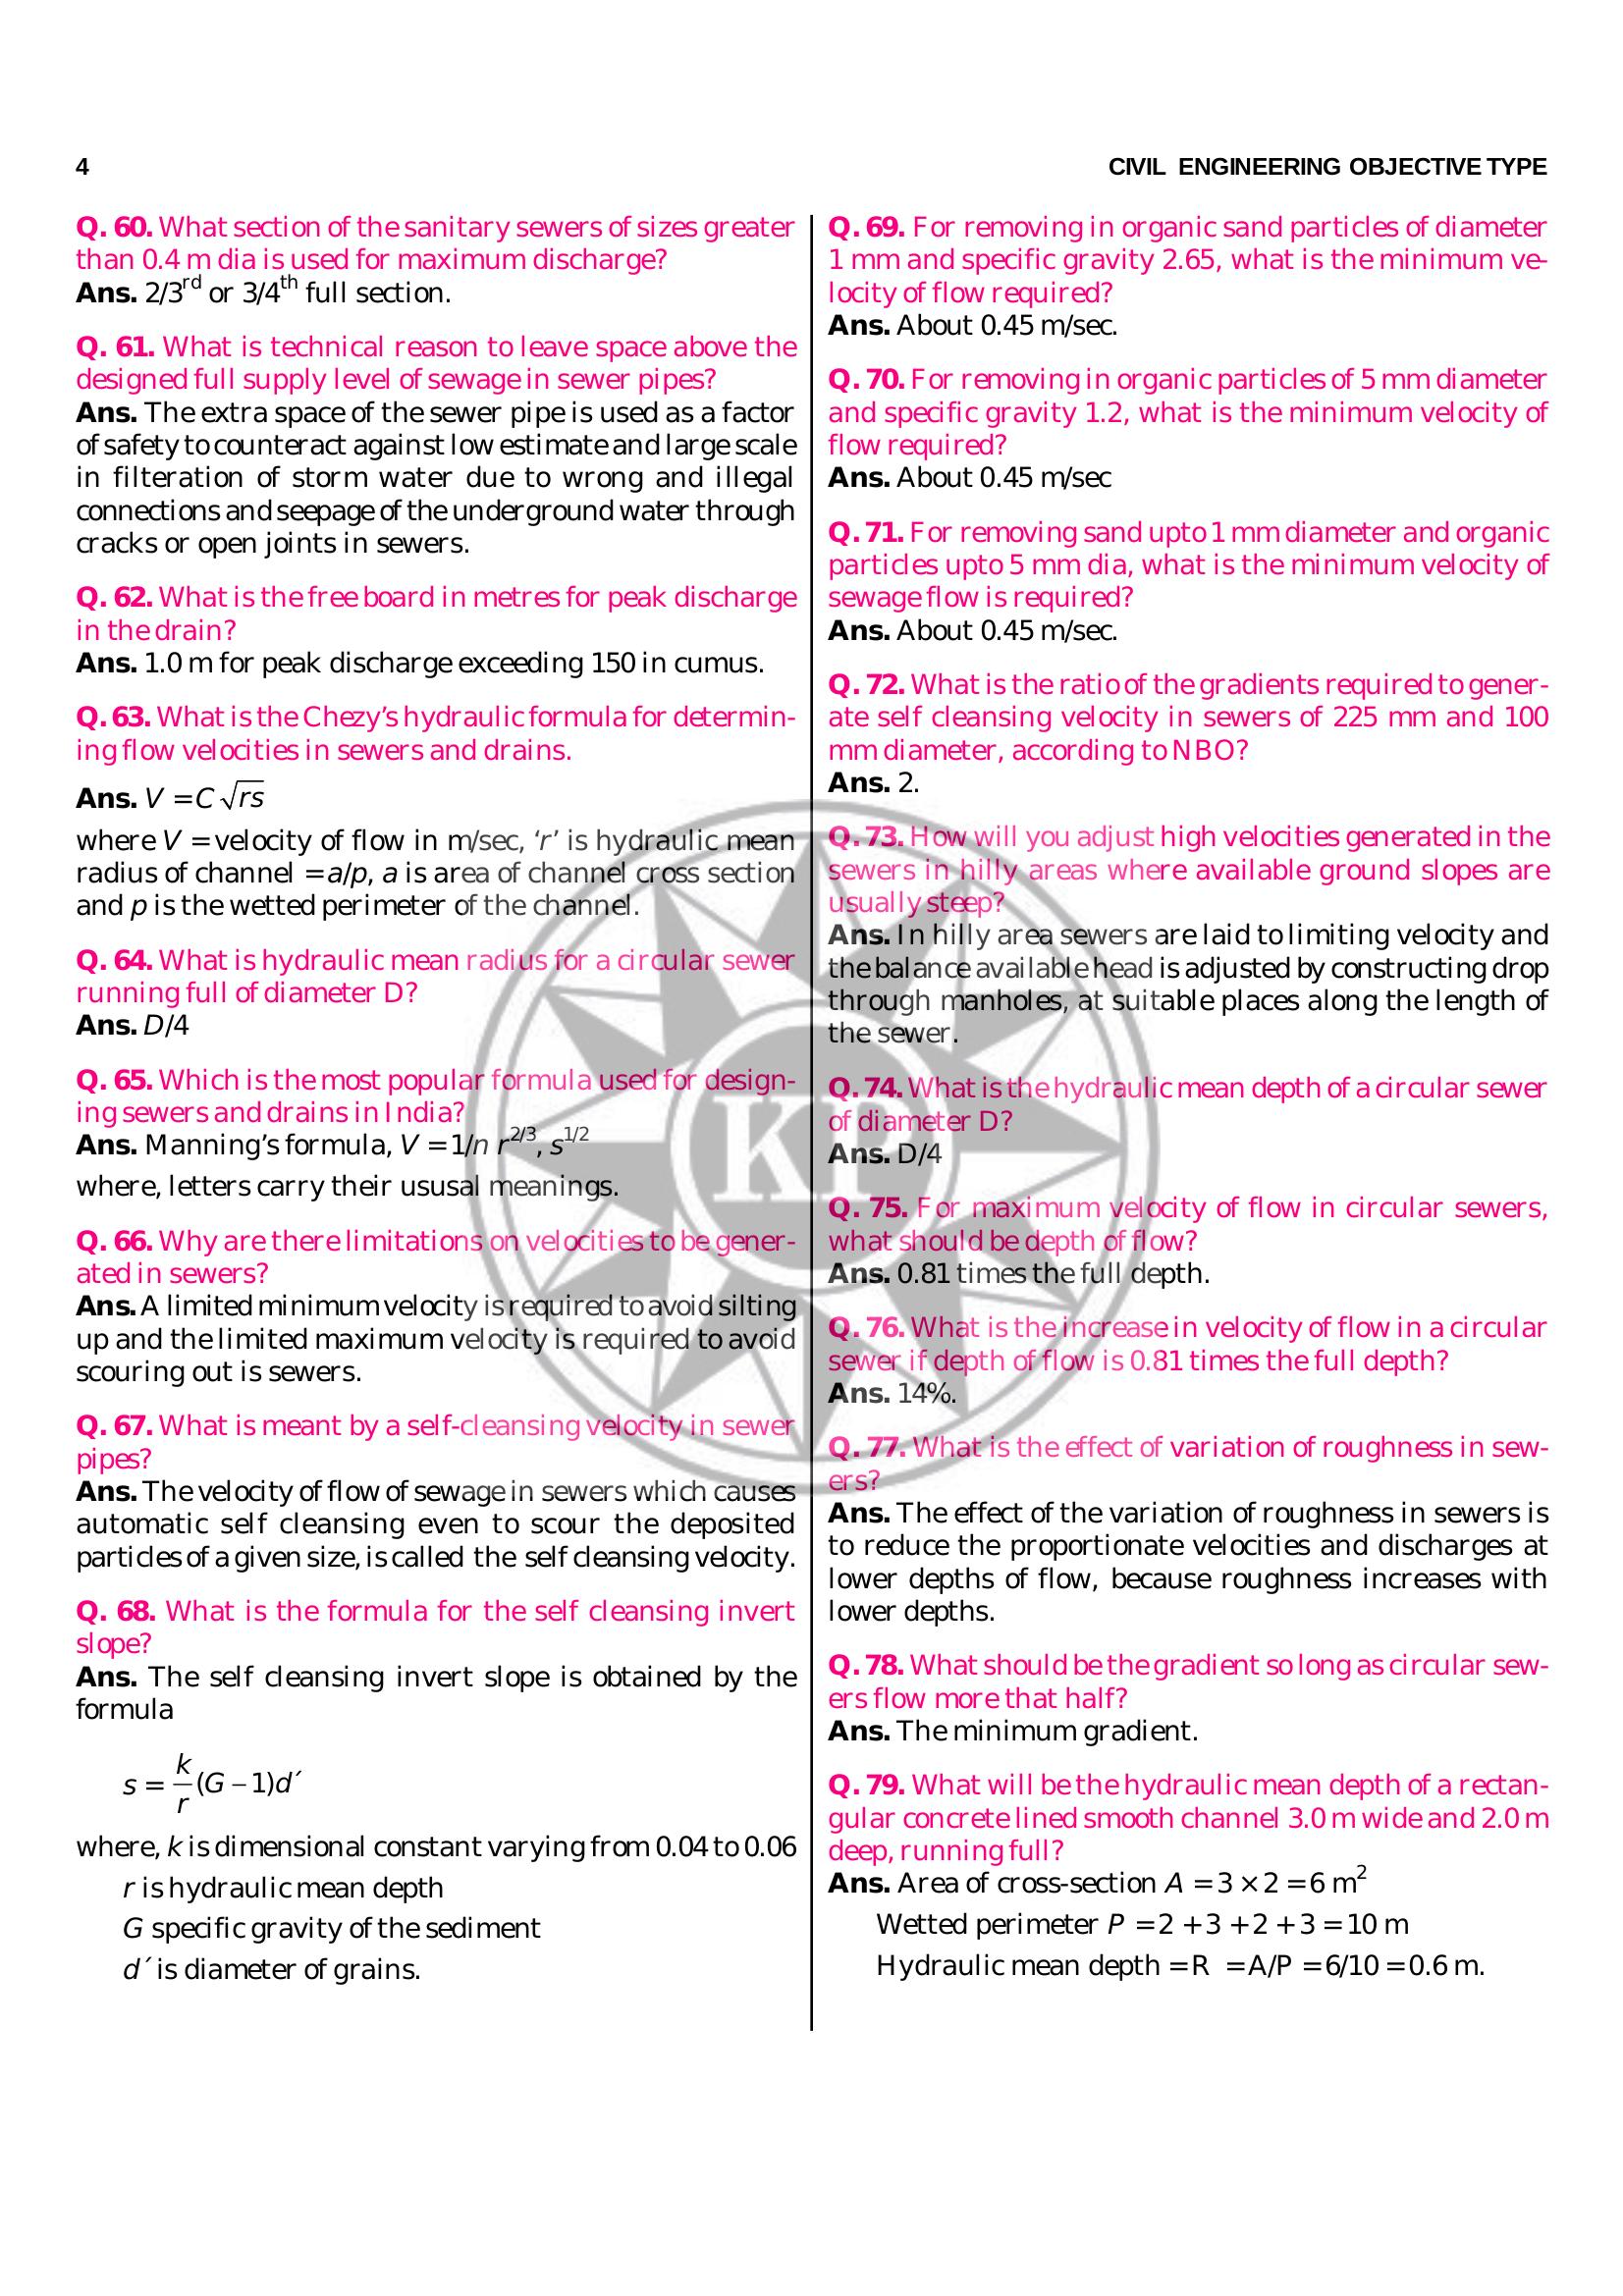 4
CIVIL ENGINEERING OBJECTIVE TYPE
Q. 60. What section of the sanitary sewers of sizes greater
than 0.4 m dia is used for maximum discharge?
Ans. 2/3rd or 3/4th full section.
Q. 61. What is technical reason to leave space above the
designed full supply level of sewage in sewer pipes?
Ans. The extra space of the sewer pipe is used as a factor
of safety to counteract against low estimate and large scale
in filteration of storm water due to wrong and illegal
connections and seepage of the underground water through
cracks or open joints in sewers.
Q. 62. What is the free board in metres for peak discharge
in the drain?
Ans. 1.0 m for peak discharge exceeding 150 in cumus.
Q. 63. What is the Chezy’s hydraulic formula for determin-
ing flow velocities in sewers and drains.
Ans. V = C √rs
where V = velocity of flow in m/sec, ‘r’ is hydraulic mean
radius of channel = a/p, a is area of channel cross section
and p is the wetted perimeter of the channel.
Q. 64. What is hydraulic mean radius for a circular sewer
running full of diameter D?
Ans. D/4
Q. 65. Which is the most popular formula used for design-
ing sewers and drains in India?
Ans. Manning’s formula, V = 1/n r2/3, s1/2
where, letters carry their ususal meanings.
Q. 66. Why are there limitations on velocities to be gener-
ated in sewers?
Ans. A limited minimum velocity is required to avoid silting
up and the limited maximum velocity is required to avoid
scouring out is sewers.
Q. 67. What is meant by a self-cleansing velocity in sewer
pipes?
Ans. The velocity of flow of sewage in sewers which causes
automatic self cleansing even to scour the deposited
particles of a given size, is called the self cleansing velocity.
Q. 68. What is the formula for the self cleansing invert
slope?
Ans. The self cleansing invert slope is obtained by the
formula
s = k/r (G – 1)d´
where, k is dimensional constant varying from 0.04 to 0.06
r is hydraulic mean depth
G specific gravity of the sediment
d´ is diameter of grains.
Q. 69. For removing in organic sand particles of diameter
1 mm and specific gravity 2.65, what is the minimum ve-
locity of flow required?
Ans. About 0.45 m/sec.
Q. 70. For removing in organic particles of 5 mm diameter
and specific gravity 1.2, what is the minimum velocity of
flow required?
Ans. About 0.45 m/sec
Q. 71. For removing sand upto 1 mm diameter and organic
particles upto 5 mm dia, what is the minimum velocity of
sewage flow is required?
Ans. About 0.45 m/sec.
Q. 72. What is the ratio of the gradients required to gener-
ate self cleansing velocity in sewers of 225 mm and 100
mm diameter, according to NBO?
Ans. 2.
Q. 73. How will you adjust high velocities generated in the
sewers in hilly areas where available ground slopes are
usually steep?
Ans. In hilly area sewers are laid to limiting velocity and
the balance available head is adjusted by constructing drop
through manholes, at suitable places along the length of
the sewer.
Q. 74. What is the hydraulic mean depth of a circular sewer
of diameter D?
Ans. D/4
Q. 75. For maximum velocity of flow in circular sewers,
what should be depth of flow?
Ans. 0.81 times the full depth.
Q. 76. What is the increase in velocity of flow in a circular
sewer if depth of flow is 0.81 times the full depth?
Ans. 14%.
Q. 77. What is the effect of variation of roughness in sew-
ers?
Ans. The effect of the variation of roughness in sewers is
to reduce the proportionate velocities and discharges at
lower depths of flow, because roughness increases with
lower depths.
Q. 78. What should be the gradient so long as circular sew-
ers flow more that half?
Ans. The minimum gradient.
Q. 79. What will be the hydraulic mean depth of a rectan-
gular concrete lined smooth channel 3.0 m wide and 2.0 m
deep, running full?
Ans. Area of cross-section A = 3 × 2 = 6 m2
Wetted perimeter P = 2 + 3 + 2 + 3 = 10 m
Hydraulic mean depth = R = A/P = 6/10 = 0.6 m.
KP